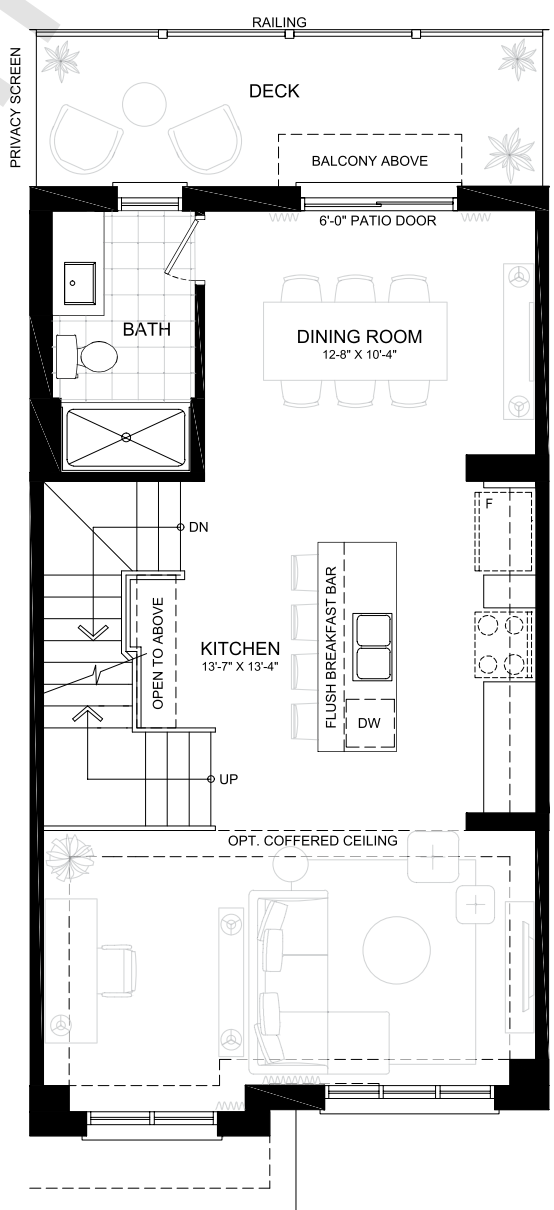 RAILING
PRIVACY SCREEN
DECK
BALCONY ABOVE
6'-0" PATIO DOOR
BATH
DINING ROOM
12-8" X 10'-4"
F
DN
OPEN TO ABOVE
KITCHEN
13'-7" X 13'-4"
FLUSH BREAKFAST BAR
DW
UP
OPT. COFFERED CEILING